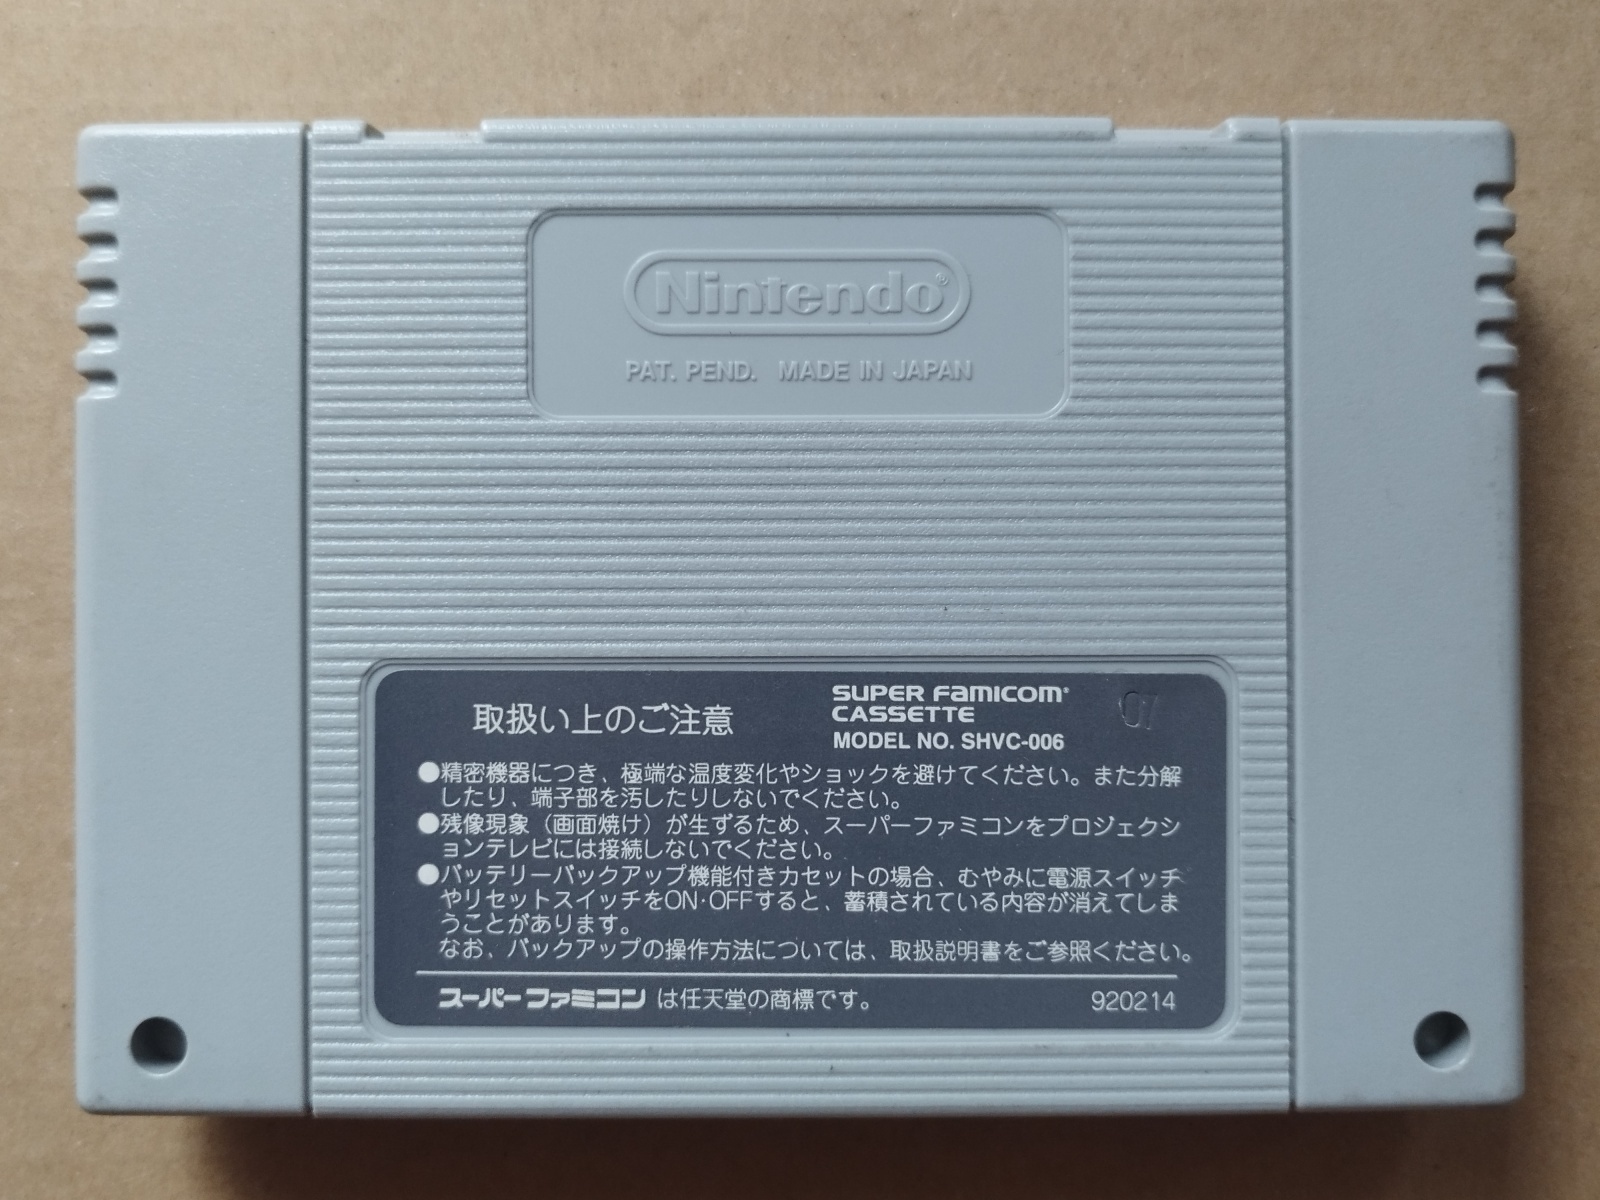 Nintendo®
PAT. PEND. MADE IN JAPAN
取扱い上のご注意
SUPER FAMICOM®
CASSETTE
MODEL NO. SHVC-006
07
●精密機器につき、極端な温度変化やショックを避けてください。また分解
したり、端子部を汚したりしないでください。
●残像現象（画面焼け）が生ずるため、スーパーファミコンをプロジェクシ
ョンテレビには接続しないでください。
●バッテリーバックアップ機能付きカセットの場合、むやみに電源スイッチ
やリセットスイッチをON·OFFすると、蓄積されている内容が消えてしま
うことがあります。
なお、バックアップの操作方法については、取扱説明書をご参照ください。
スーパーファミコン は任天堂の商標です。
920214